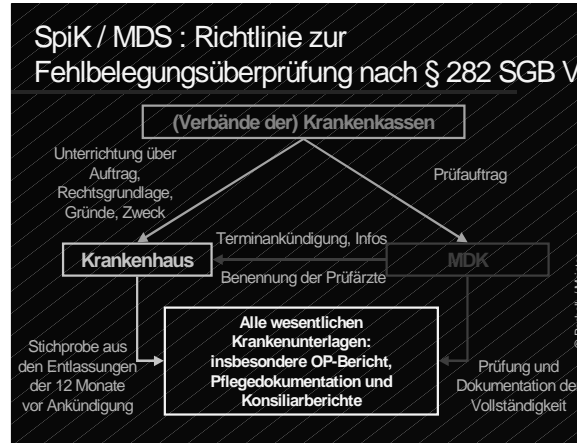 SpiK / MDS : Richtlinie zur
Fehlbelegungsüberprüfung nach § 282 SGB V
(Verbände der) Krankenkassen
Unterrichtung über
Auftrag,
Rechtsgrundlage,
Gründe, Zweck
Prüfauftrag
Terminankündigung, Infos
Krankenhaus
MDK
Benennung der Prüfärzte
Alle wesentlichen
Krankenunterlagen:
insbesondere OP-Bericht,
Pflegedokumentation und
Konsiliarberichte
Stichprobe aus
den Entlassungen
der 12 Monate
vor Ankündigung
Prüfung und
Dokumentation der
Vollständigkeit